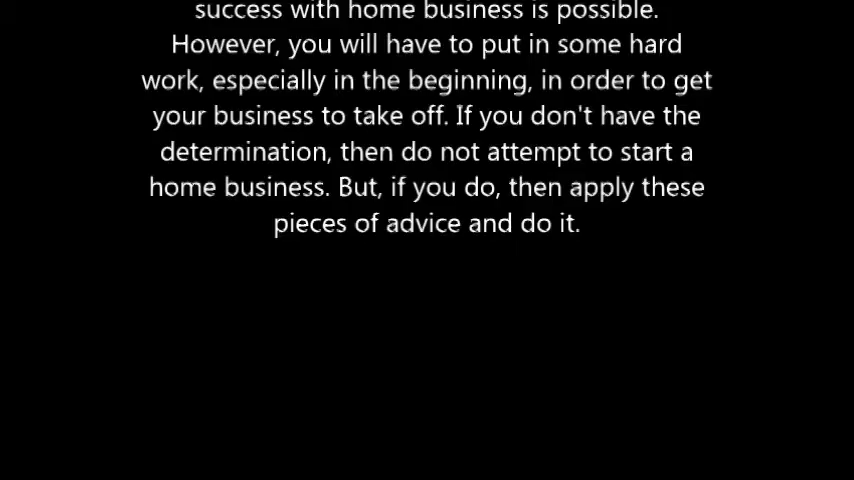 success with home business is possible.
However, you will have to put in some hard
work, especially in the beginning, in order to get
your business to take off. If you don't have the
determination, then do not attempt to start a
home business. But, if you do, then apply these
pieces of advice and do it.